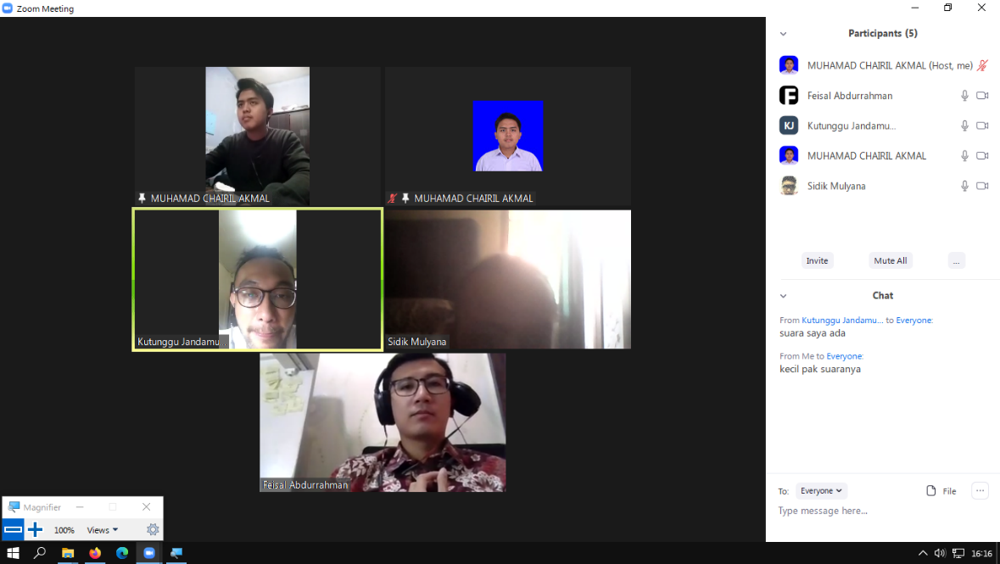 Zoom Meeting
MUHAMAD CHAIRIL AKMAL
MUHAMAD CHAIRIL AKMAL
Kutunggu Jandamu...
Sidik Mulyana
Feisal Abdurrahman
Participants (5)
MUHAMAD CHAIRIL AKMAL (Host, me)
F
Feisal Abdurrahman
KJ
Kutunggu Jandamu...
MUHAMAD CHAIRIL AKMAL
Sidik Mulyana
Invite
Mute All
...
Chat
From Kutunggu Jandamu... to Everyone:
suara saya ada
From Me to Everyone:
kecil pak suaranya
To: Everyone
File
...
Type message here...
Magnifier
100%
Views
16:16